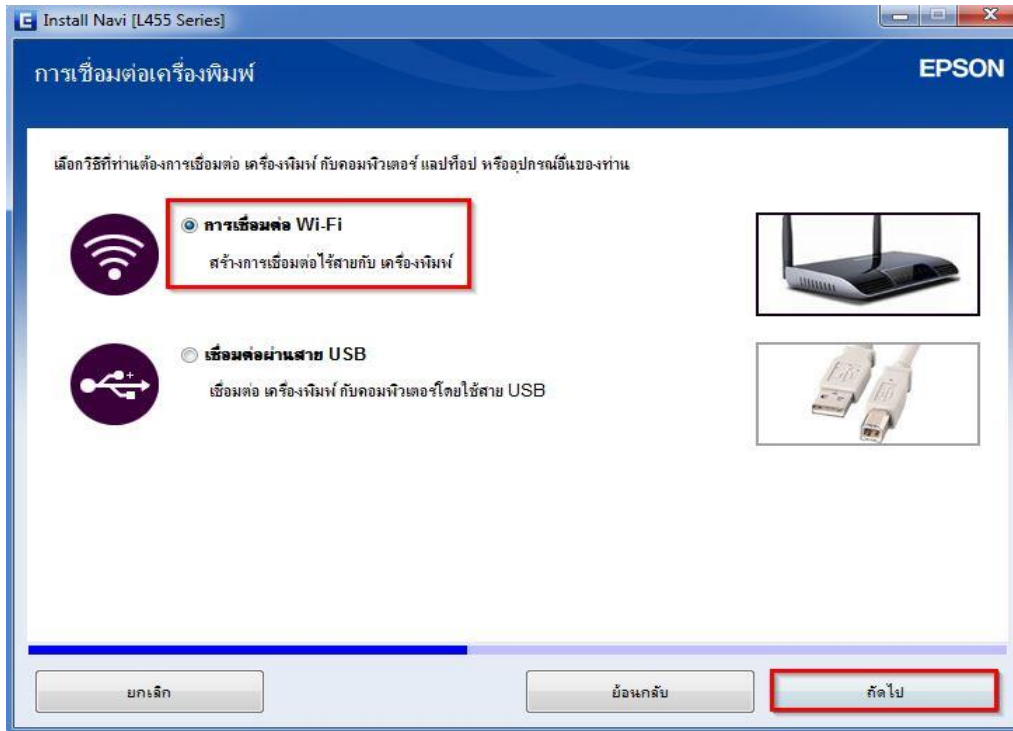 Install Navi [L455 Series]
การเชื่อมต่อเครื่องพิมพ์
EPSON
เลือกวิธีที่ท่านต้องการเชื่อมต่อ เครื่องพิมพ์ กับคอมพิวเตอร์ แลปท็อป หรืออุปกรณ์อื่นของท่าน
การเชื่อมต่อ Wi-Fi
สร้างการเชื่อมต่อไร้สายกับ เครื่องพิมพ์
เชื่อมต่อผ่านสาย USB
เชื่อมต่อ เครื่องพิมพ์ กับคอมพิวเตอร์โดยใช้สาย USB
ยกเลิก
ย้อนกลับ
ถัดไป